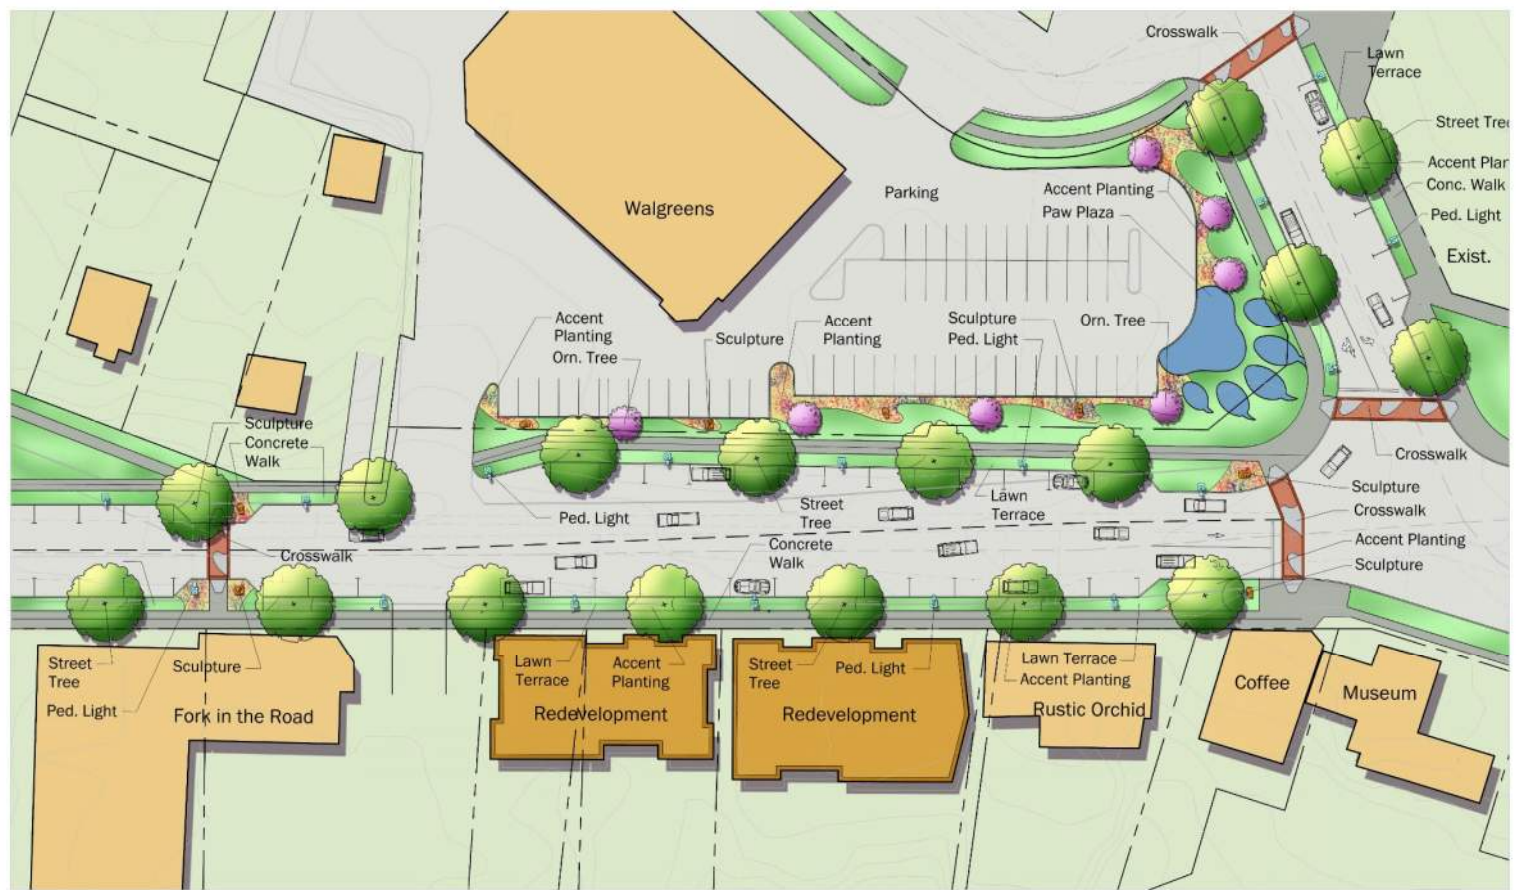 Crosswalk
Lawn
Terrace
Street Tre
Accent Plan
Conc. Walk
Ped. Light
Exist.
Walgreens
Parking
Accent Planting
Paw Plaza
Accent
Planting
Orn. Tree
Sculpture
Accent
Planting
Sculpture
Ped. Light
Orn. Tree
Sculpture
Concrete
Walk
Crosswalk
Sculpture
Crosswalk
Accent Planting
Sculpture
Ped. Light
Street
Tree
Lawn
Terrace
Concrete
Walk
Crosswalk
Street
Tree
Ped. Light
Sculpture
Fork in the Road
Lawn
Terrace
Accent
Planting
Redevelopment
Street
Tree
Ped. Light
Redevelopment
Lawn Terrace
Accent Planting
Rustic Orchid
Coffee
Museum